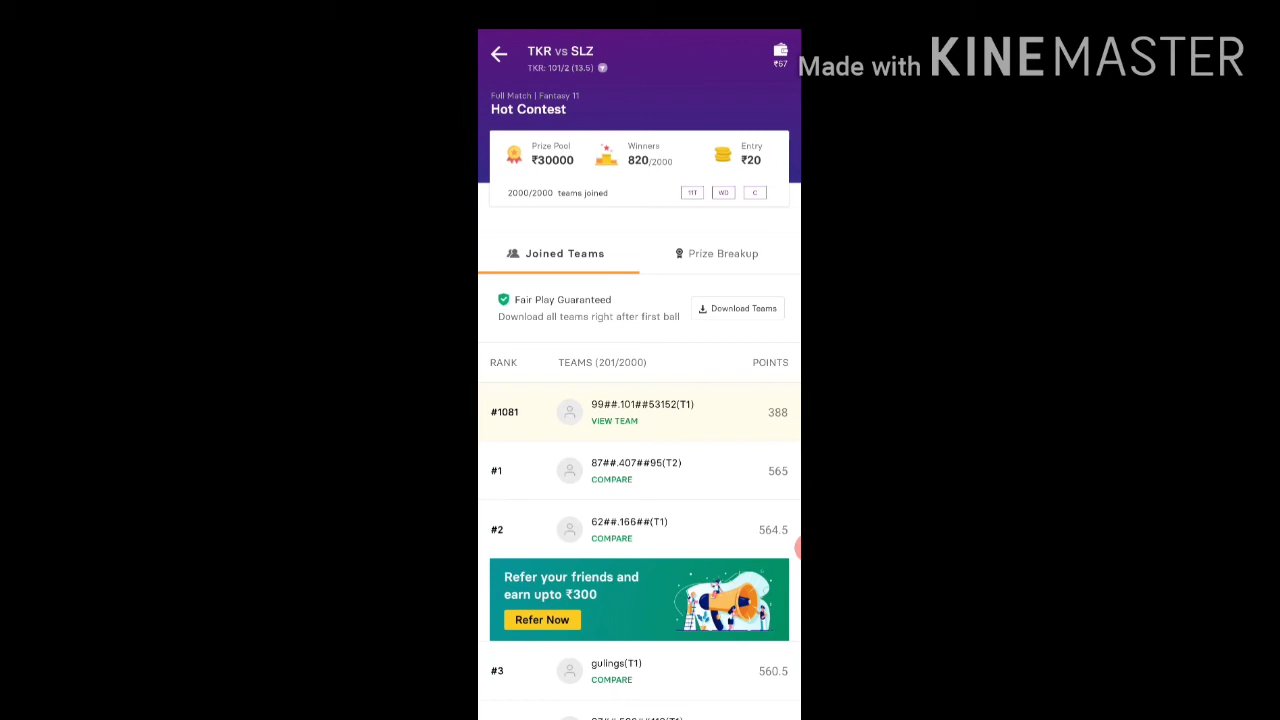 Made with KINEMASTER
TKR vs SLZ
TKR: 101/2 (13.5)
₹67
Full Match | Fantasy 11
Hot Contest
Prize Pool
₹30000
Winners
820/2000
Entry
₹20
2000/2000 teams joined
11T
WD
C
Joined Teams
Prize Breakup
Fair Play Guaranteed
Download all teams right after first ball
Download Teams
RANK TEAMS (201/2000) POINTS
#1081 99##.101##53152(T1) 388
VIEW TEAM
#1 87##.407##95(T2) 565
COMPARE
#2 62##.166##(T1) 564.5
COMPARE
Refer your friends and
earn upto ₹300
Refer Now
#3 gulings(T1) 560.5
COMPARE